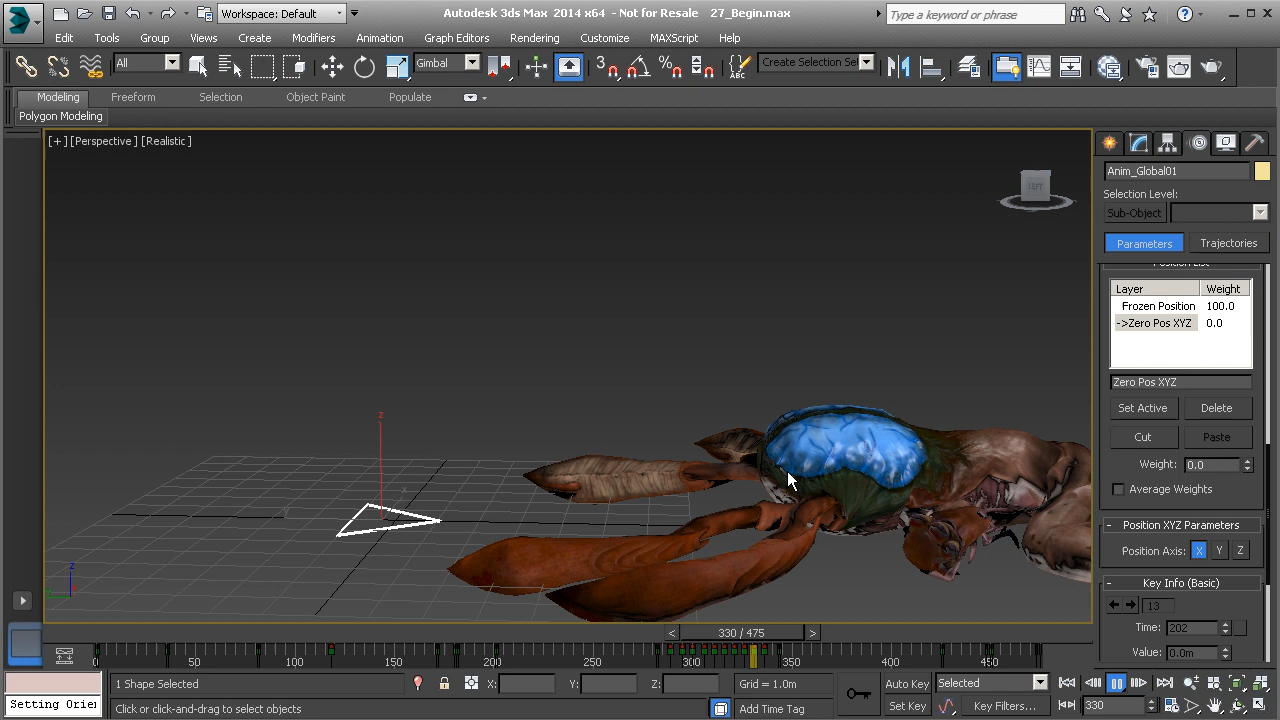 Workspace: Default
Autodesk 3ds Max 2014 x64 - Not for Resale 27_Begin.max
Type a keyword or phrase
Edit Tools Group Views Create Modifiers Animation Graph Editors Rendering Customize MAXScript Help
All
Gimbal
3
Create Selection Se
Modeling Freeform Selection Object Paint Populate
Polygon Modeling
[+] [Perspective] [Realistic]
LEFT
z
x
z
Anim_Global01
Selection Level:
Sub-Object
Parameters Trajectories
Position List
Layer Weight
Frozen Position 100.0
->Zero Pos XYZ 0.0
Zero Pos XYZ
Set Active Delete
Cut Paste
Weight: 0.0
Average Weights
- Position XYZ Parameters
Position Axis: X Y Z
- Key Info (Basic)
13
Time: 202
Value: 0.0m
< 330 / 475 >
0 50 100 150 200 250 300 350 400 450
1 Shape Selected
X: Y: Z:
Grid = 1.0m
Auto Key Selected
Setting Orie
Click or click-and-drag to select objects
Add Time Tag
Set Key Key Filters... 330